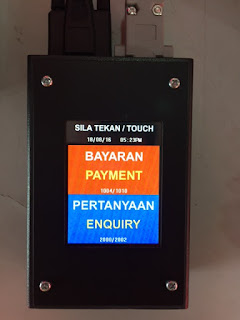 SILA TEKAN / TOUCH
18/08/16 05:23PM
BAYARAN
PAYMENT
1004/1010
PERTANYAAN
ENQUIRY
2000/2002